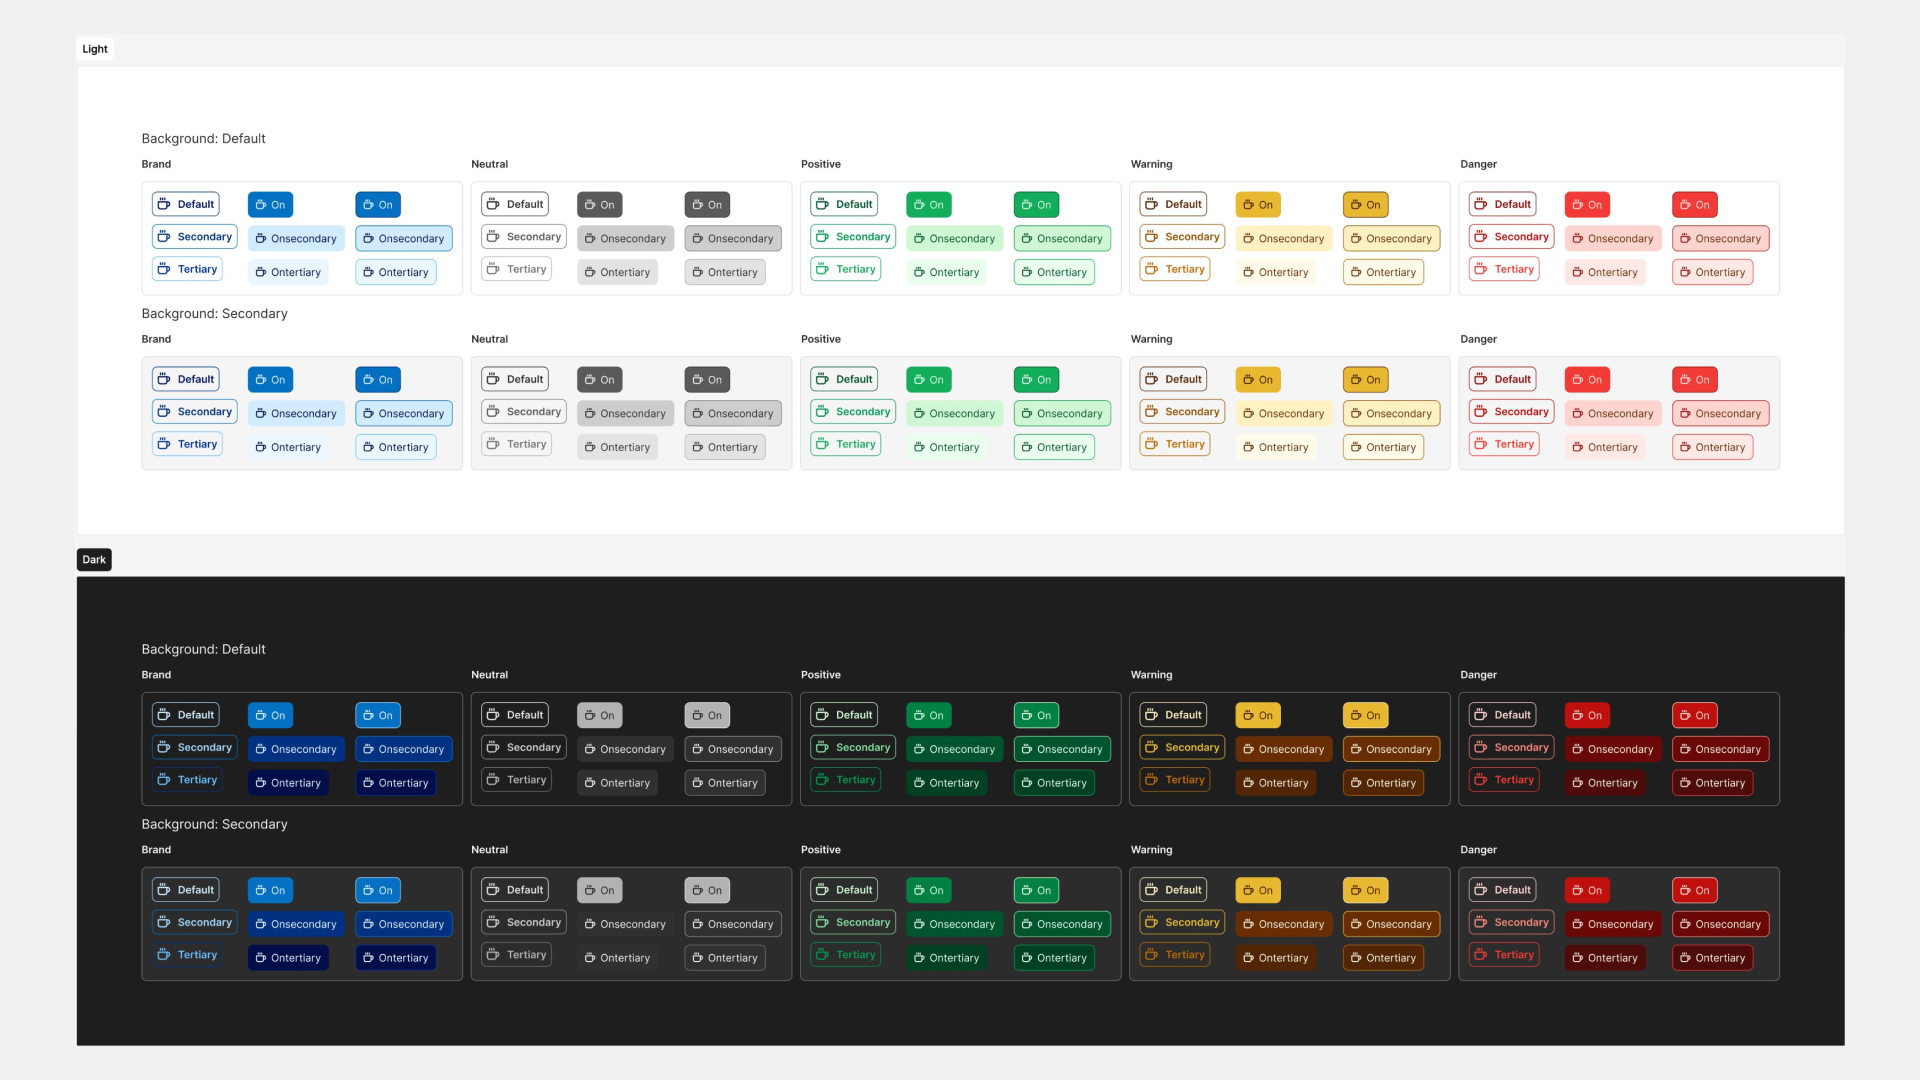 Light
Background: Default
Brand Neutral Positive Warning Danger
Default On On Default On On Default On On Default On On Default On On
Secondary Onsecondary Onsecondary Secondary Onsecondary Onsecondary Secondary Onsecondary Onsecondary Secondary Onsecondary Onsecondary Secondary Onsecondary Onsecondary
Tertiary Ontertiary Ontertiary Tertiary Ontertiary Ontertiary Tertiary Ontertiary Ontertiary Tertiary Ontertiary Ontertiary Tertiary Ontertiary Ontertiary
Background: Secondary
Brand Neutral Positive Warning Danger
Default On On Default On On Default On On Default On On Default On On
Secondary Onsecondary Onsecondary Secondary Onsecondary Onsecondary Secondary Onsecondary Onsecondary Secondary Onsecondary Onsecondary Secondary Onsecondary Onsecondary
Tertiary Ontertiary Ontertiary Tertiary Ontertiary Ontertiary Tertiary Ontertiary Ontertiary Tertiary Ontertiary Ontertiary Tertiary Ontertiary Ontertiary
Dark
Background: Default
Brand Neutral Positive Warning Danger
Default On On Default On On Default On On Default On On Default On On
Secondary Onsecondary Onsecondary Secondary Onsecondary Onsecondary Secondary Onsecondary Onsecondary Secondary Onsecondary Onsecondary Secondary Onsecondary Onsecondary
Tertiary Ontertiary Ontertiary Tertiary Ontertiary Ontertiary Tertiary Ontertiary Ontertiary Tertiary Ontertiary Ontertiary Tertiary Ontertiary Ontertiary
Background: Secondary
Brand Neutral Positive Warning Danger
Default On On Default On On Default On On Default On On Default On On
Secondary Onsecondary Onsecondary Secondary Onsecondary Onsecondary Secondary Onsecondary Onsecondary Secondary Onsecondary Onsecondary Secondary Onsecondary Onsecondary
Tertiary Ontertiary Ontertiary Tertiary Ontertiary Ontertiary Tertiary Ontertiary Ontertiary Tertiary Ontertiary Ontertiary Tertiary Ontertiary Ontertiary